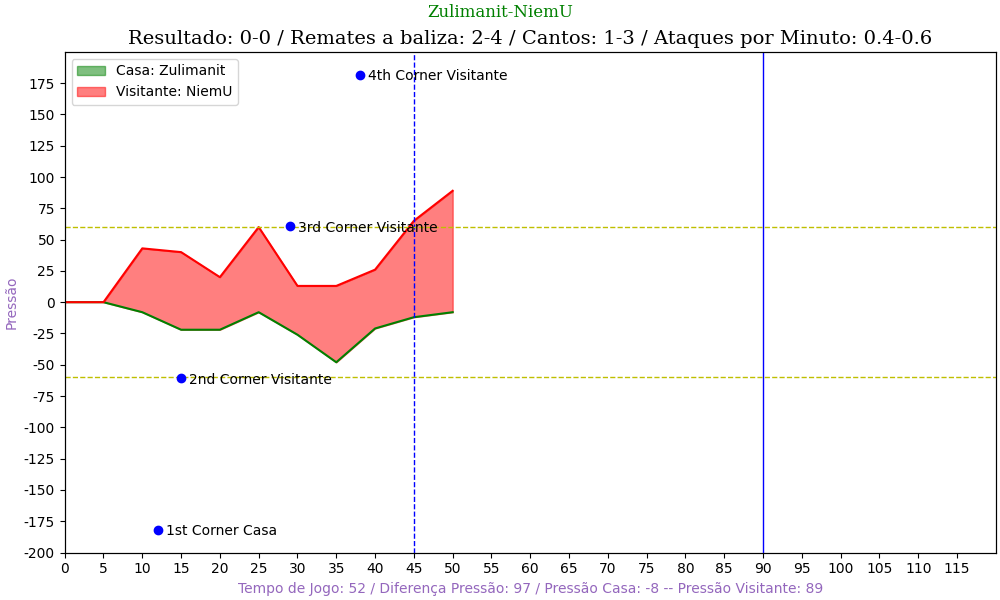 Zulimanit-NiemU
Resultado: 0-0 / Remates a baliza: 2-4 / Cantos: 1-3 / Ataques por Minuto: 0.4-0.6
Casa: Zulimanit
Visitante: NiemU
4th Corner Visitante
3rd Corner Visitante
2nd Corner Visitante
1st Corner Casa
Pressão
175
150
125
100
75
50
25
0
-25
-50
-75
-100
-125
-150
-175
-200
0 5 10 15 20 25 30 35 40 45 50 55 60 65 70 75 80 85 90 95 100 105 110 115
Tempo de Jogo: 52 / Diferença Pressão: 97 / Pressão Casa: -8 -- Pressão Visitante: 89